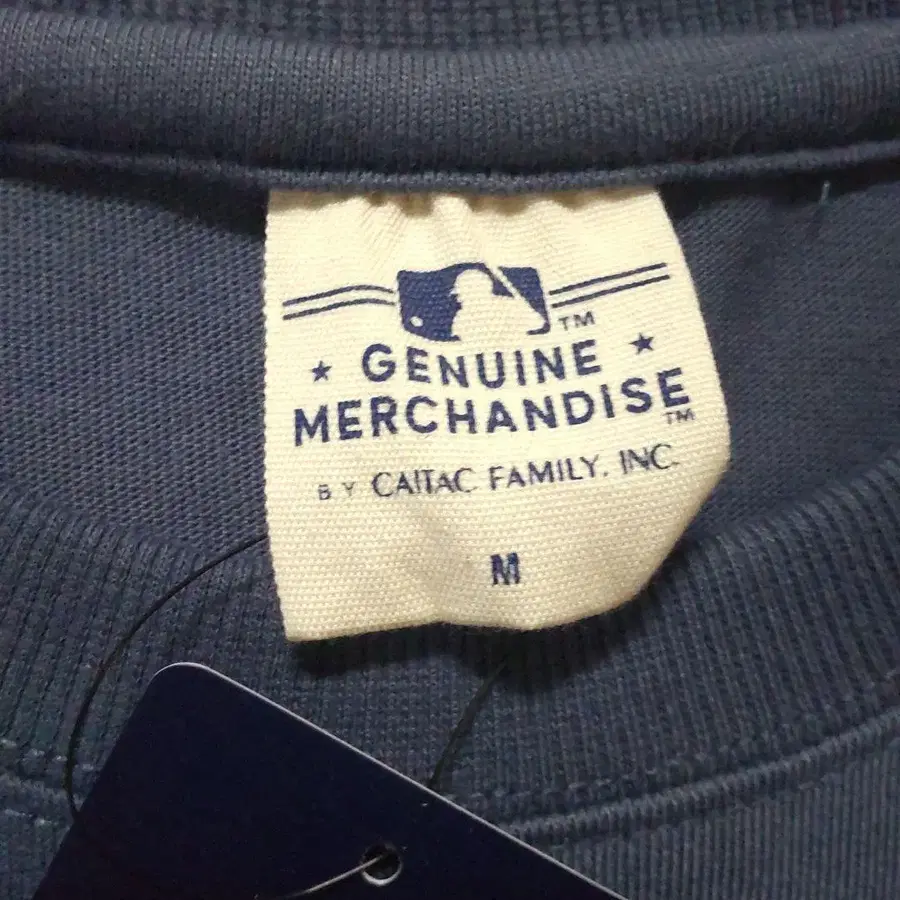 TM
★ GENUINE ★
MERCHANDISE TM
BY CAITAC FAMILY. INC.
M